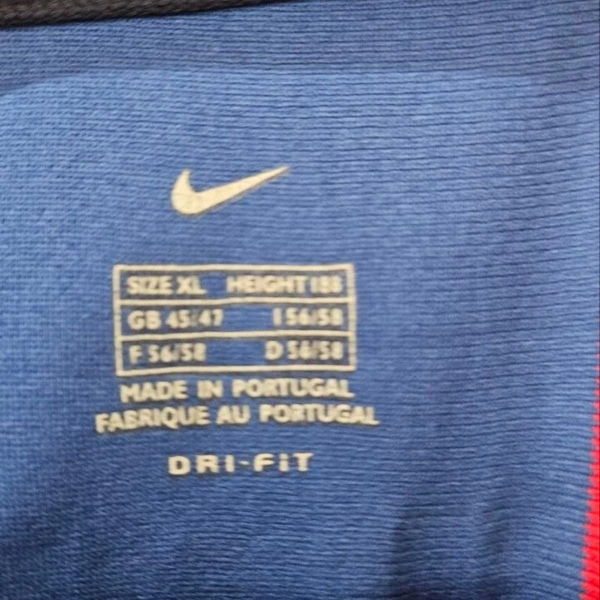 SIZE XL HEIGHT 188
GB 45/47 I 56/58
F 56/58 D 56/58
MADE IN PORTUGAL
FABRIQUE AU PORTUGAL
DRI-FIT